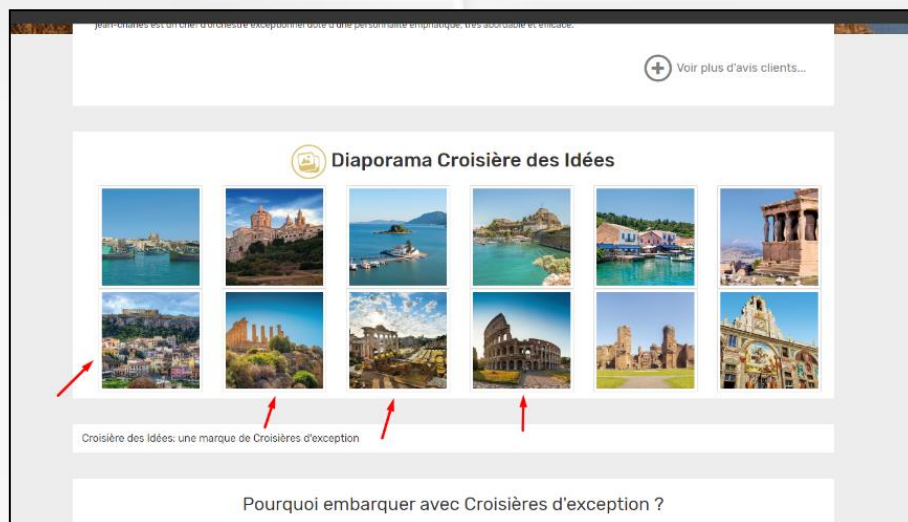 Jean-Charles est un chef d'orchestre exceptionnel doté d'une personnalité emphatique, très abordable et efficace.
Voir plus d'avis clients...
Diaporama Croisière des Idées
Croisière des Idées: une marque de Croisières d'exception
Pourquoi embarquer avec Croisières d'exception ?